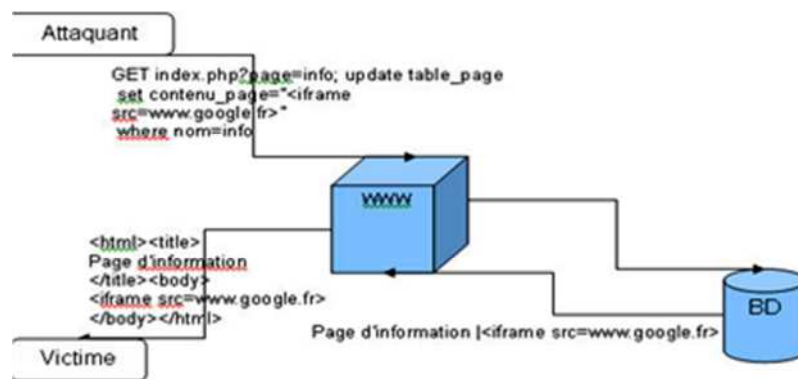 Attaquant
GET index.php?page=info; update table_page
set contenu_page="<iframe
src=www.google.fr>"
where nom=info
WWW
<html><title>
Page d'information
</title><body>
<iframe src=www.google.fr>
</body></html>
BD
Page d'information |<iframe src=www.google.fr>
Victime